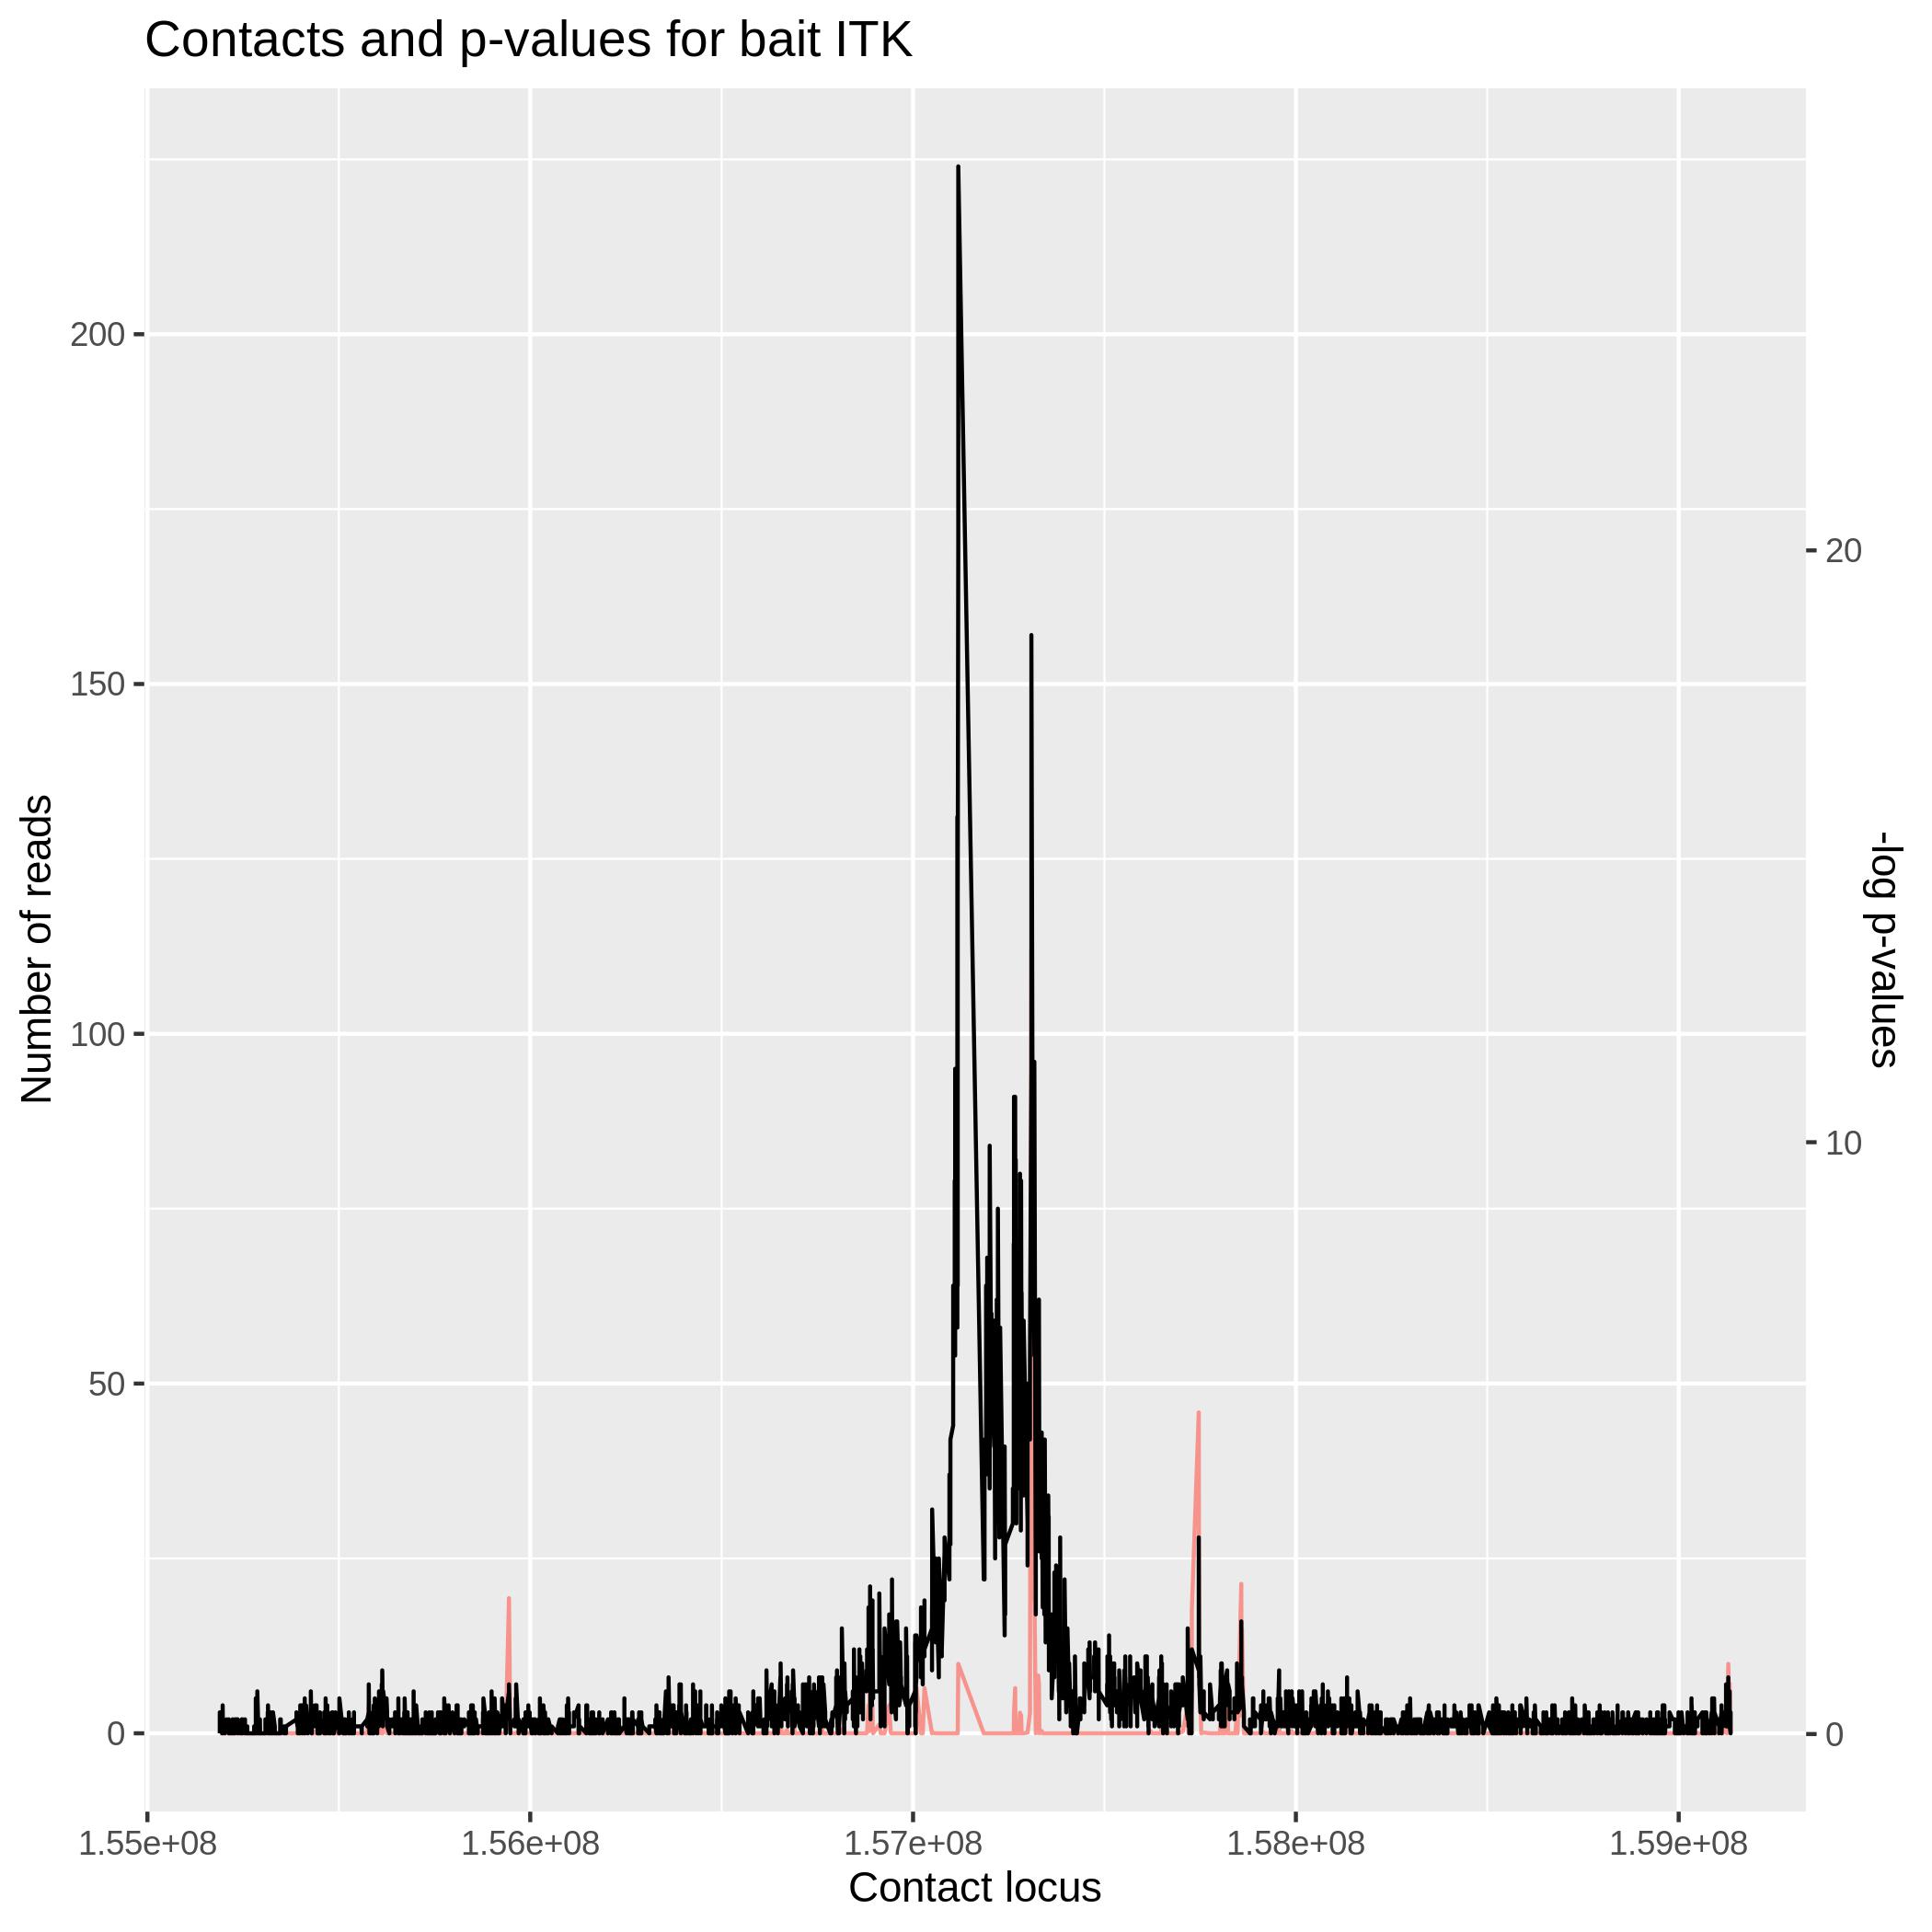 Contacts and p-values for bait ITK
Number of reads
200
150
100
50
0
20
10
0
-log p-values
1.55e+08 1.56e+08 1.57e+08 1.58e+08 1.59e+08
Contact locus